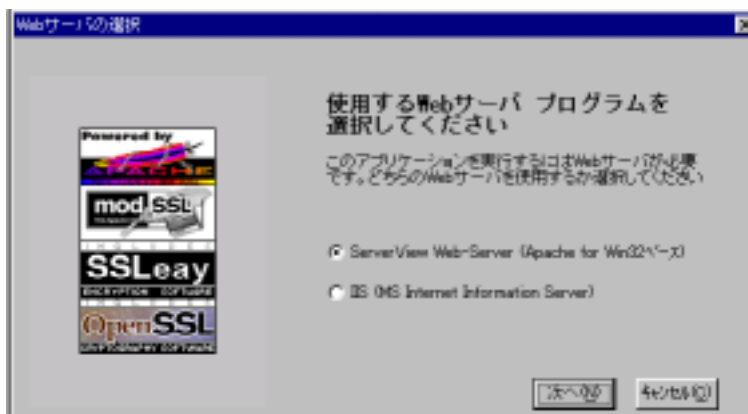 Webサーバの選択
Powered by
APACHE
mod SSL
INCLUDES
SSLeay
ENCRYPTION SOFTWARE
INCLUDES
OpenSSL
CRYPTOGRAPHY SOFTWARE
使用するWebサーバ プログラムを
選択してください
このアプリケーションを実行するにはWebサーバが必要
です。どちらのWebサーバを使用するか選択してください
ServerView Web-Server (Apache for Win32ベース)
IIS (MS Internet Information Server)
次へ(N)
キャンセル(C)